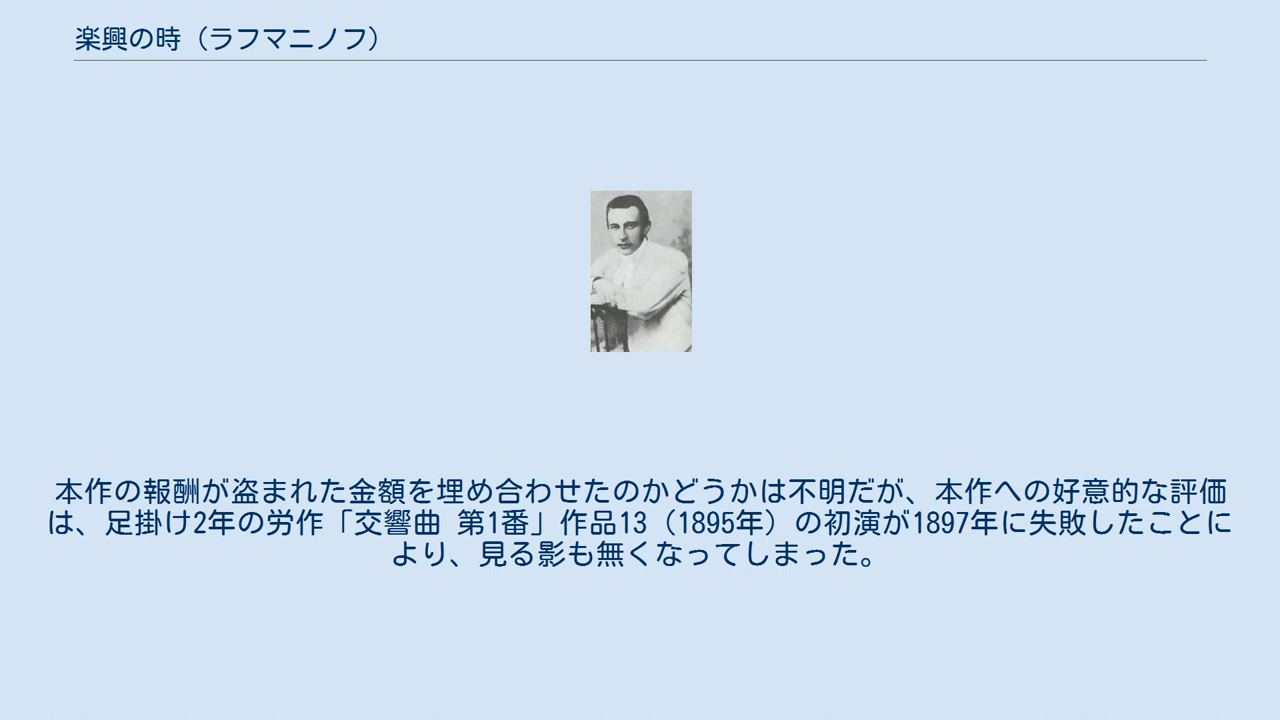 楽興の時（ラフマニノフ）
本作の報酬が盗まれた金額を埋め合わせたのかどうかは不明だが、本作への好意的な評価
は、足掛け2年の労作「交響曲 第1番」作品13（1895年）の初演が1897年に失敗したことに
より、見る影も無くなってしまった。